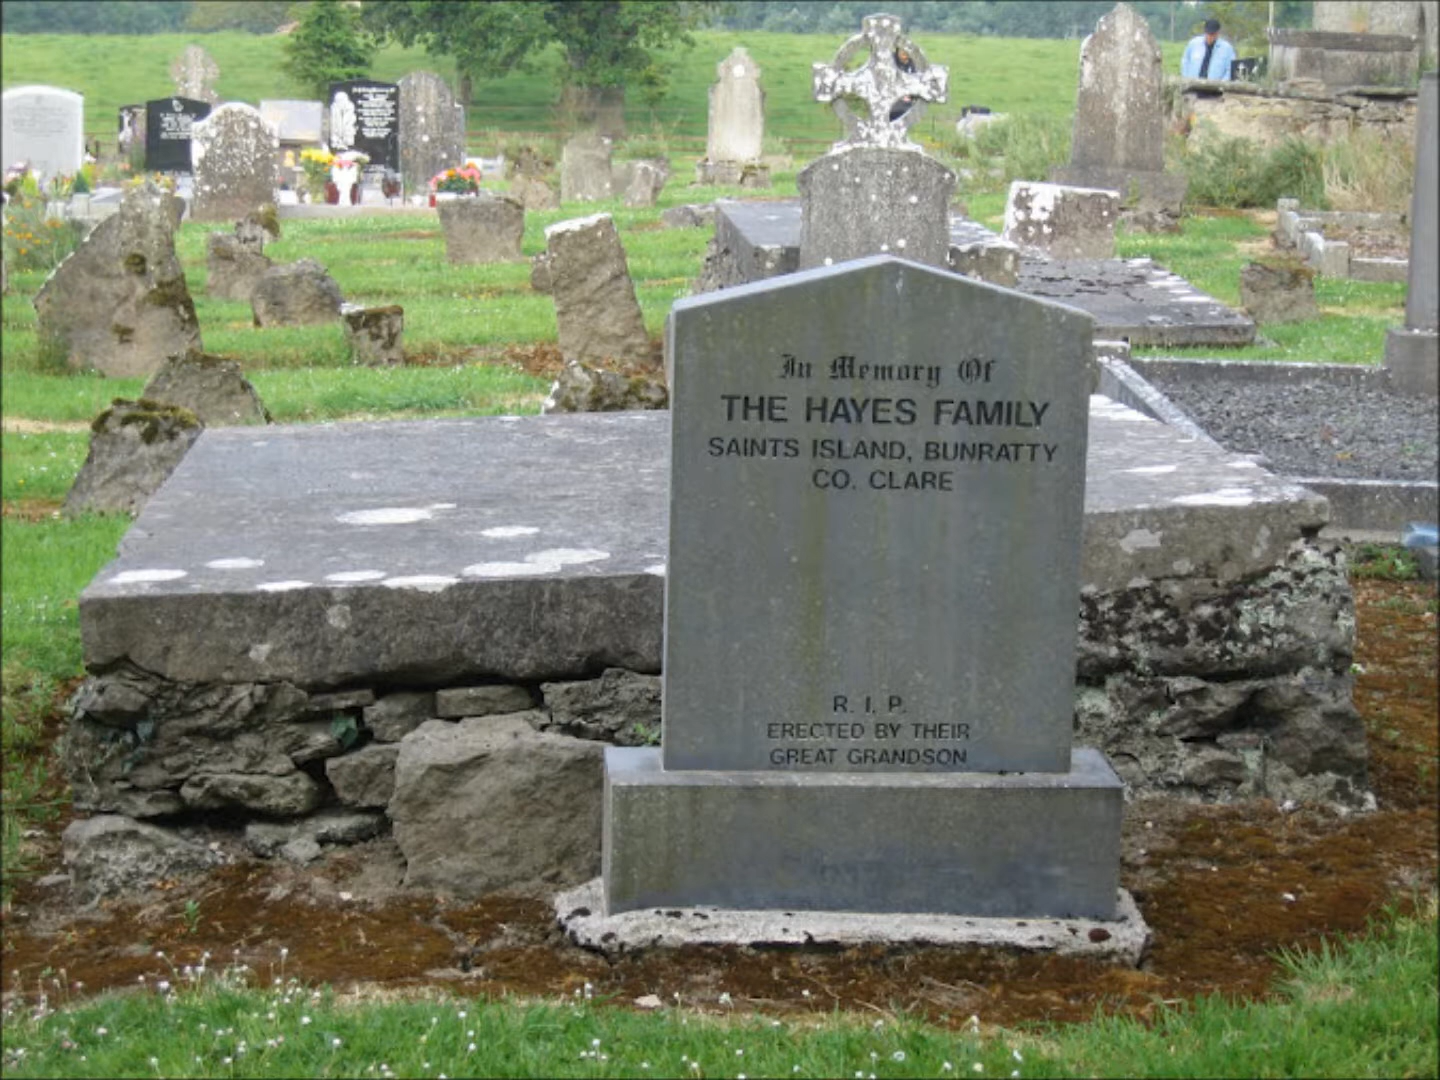 In Memory Of
THE HAYES FAMILY
SAINTS ISLAND, BUNRATTY
CO. CLARE
R. I. P.
ERECTED BY THEIR
GREAT GRANDSON